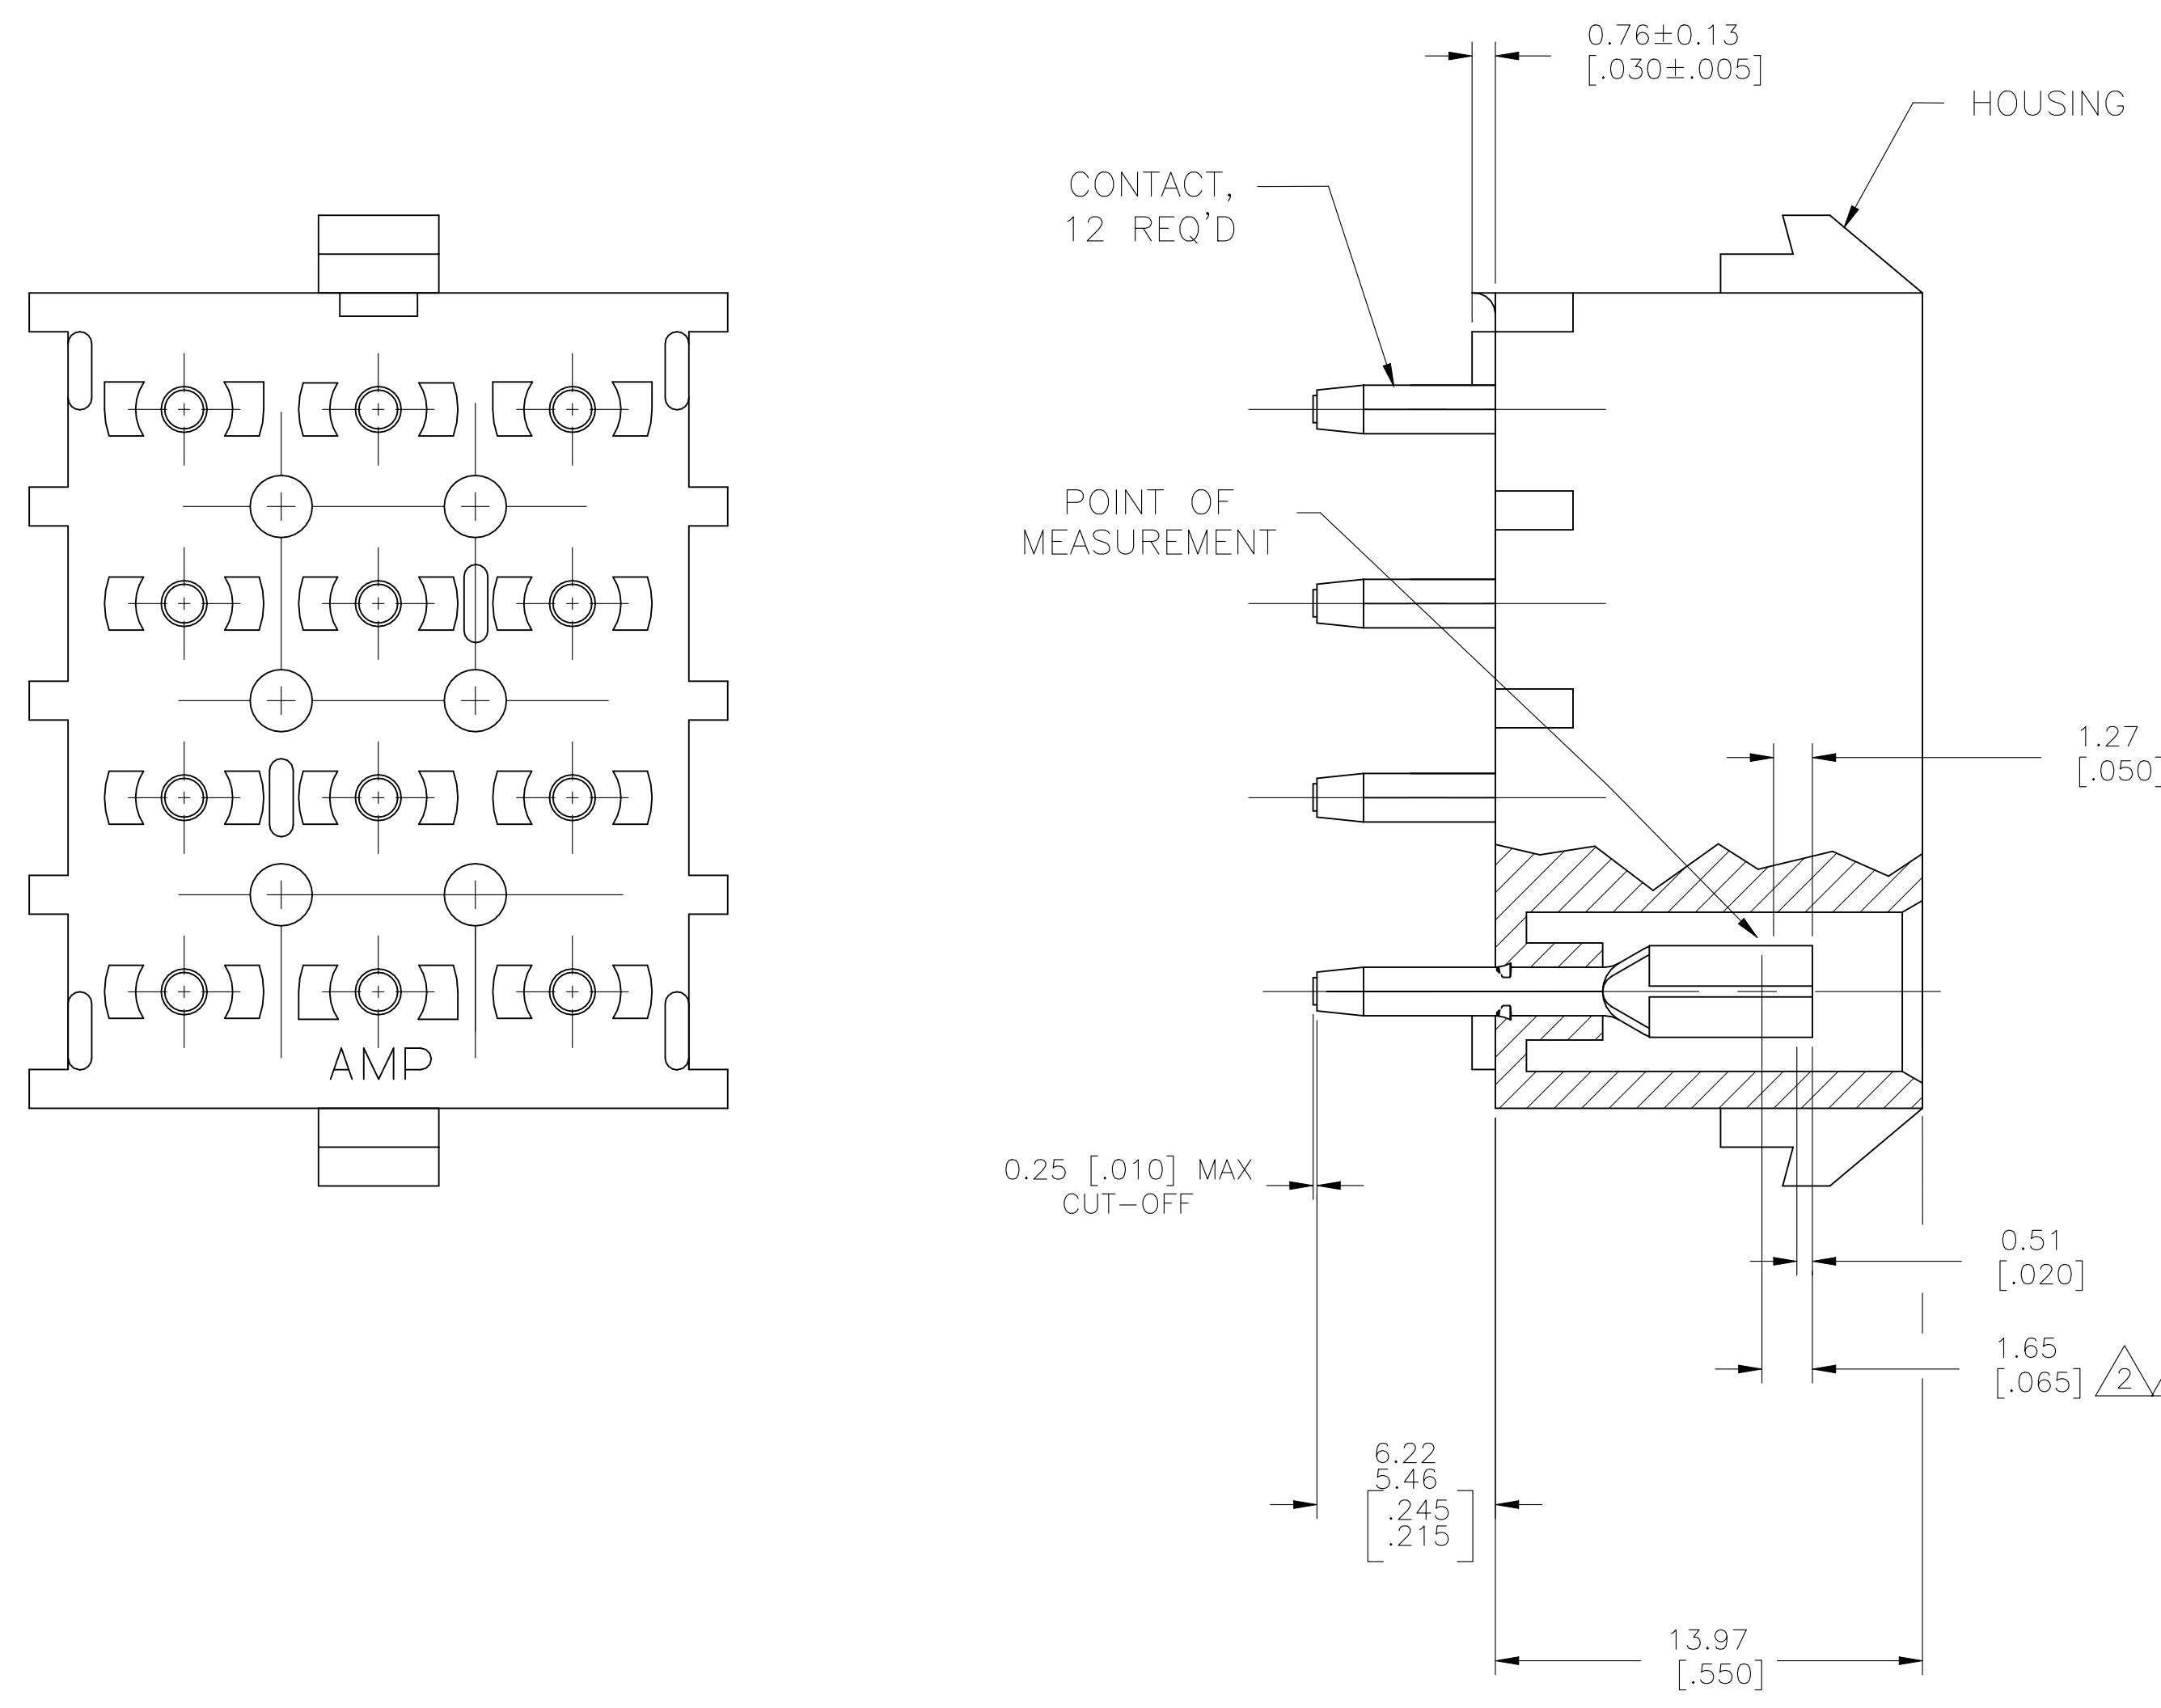 0.76±0.13
[.030±.005]
HOUSING
CONTACT,
12 REQ'D
POINT OF
MEASUREMENT
1.27
[.050]
AMP
0.25 [.010] MAX
CUT-OFF
0.51
[.020]
1.65
[.065] 2
6.22
5.46
[.245
.215]
13.97
[.550]